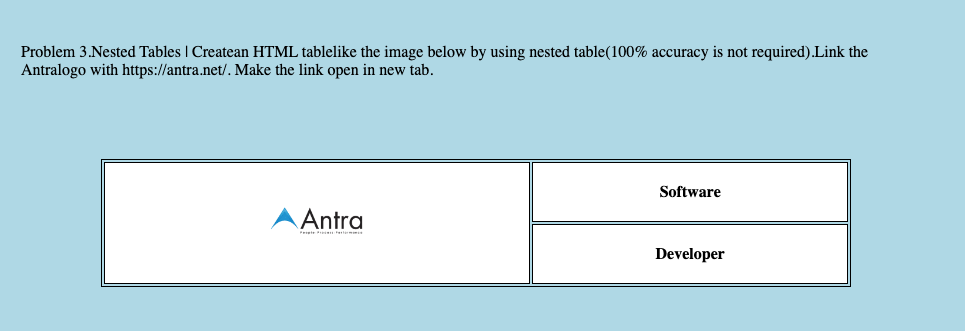 Problem 3.Nested Tables | Createan HTML tablelike the image below by using nested table(100% accuracy is not required).Link the
Antralogo with https://antra.net/. Make the link open in new tab.
Antra
People Process Performance
Software
Developer